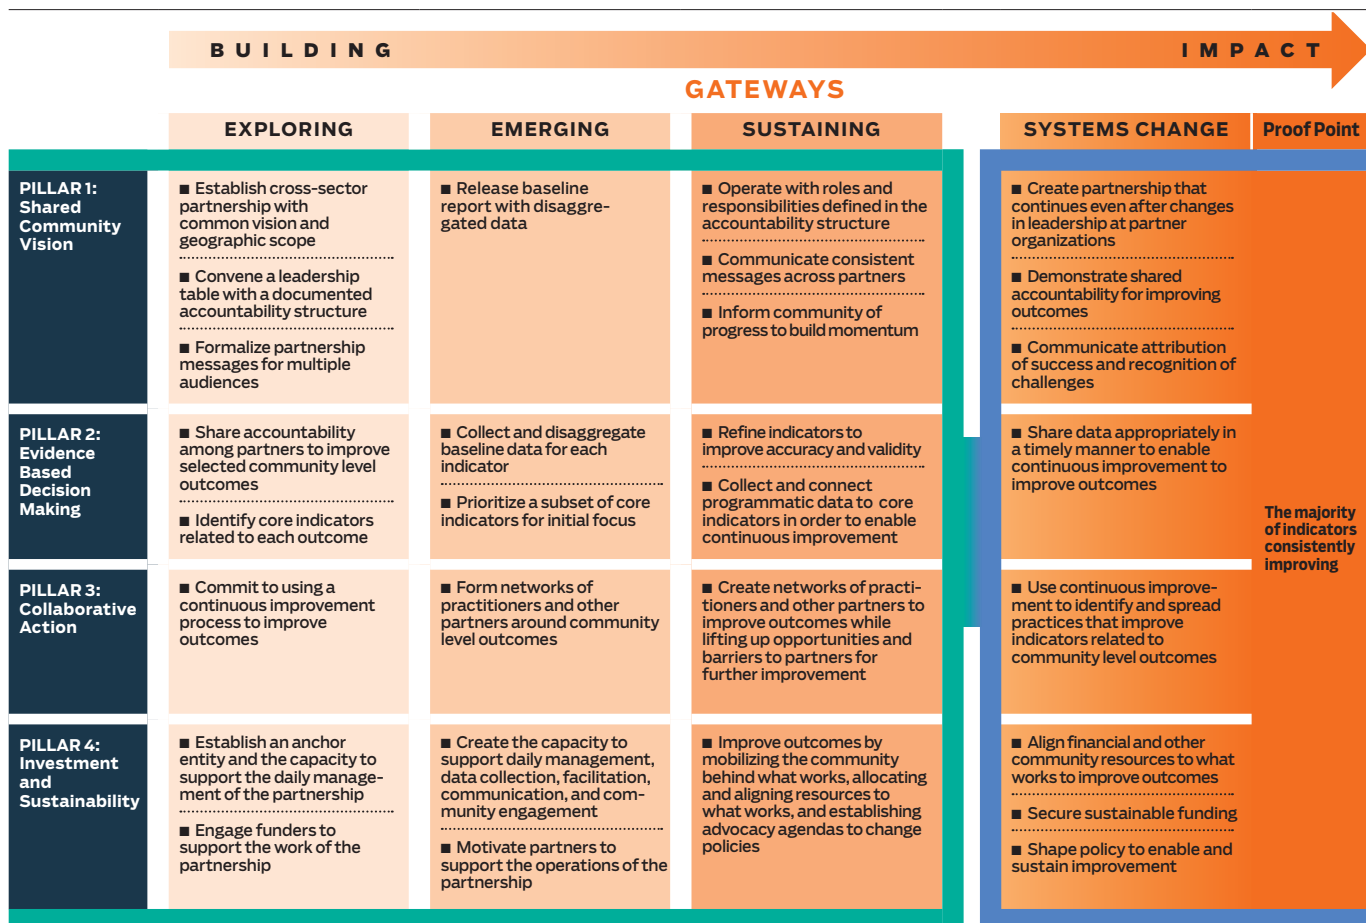 BUILDING IMPACT
GATEWAYS
EXPLORING EMERGING SUSTAINING SYSTEMS CHANGE Proof Point
PILLAR 1:
Shared
Community
Vision
■ Establish cross-sector
partnership with
common vision and
geographic scope
■ Convene a leadership
table with a documented
accountability structure
■ Formalize partnership
messages for multiple
audiences
■ Release baseline
report with disaggre-
gated data
■ Operate with roles and
responsibilities defined in the
accountability structure
■ Communicate consistent
messages across partners
■ Inform community of
progress to build momentum
■ Create partnership that
continues even after changes
in leadership at partner
organizations
■ Demonstrate shared
accountability for improving
outcomes
■ Communicate attribution
of success and recognition of
challenges
PILLAR 2:
Evidence
Based
Decision
Making
■ Share accountability
among partners to improve
selected community level
outcomes
■ Identify core indicators
related to each outcome
■ Collect and disaggregate
baseline data for each
indicator
■ Prioritize a subset of core
indicators for initial focus
■ Refine indicators to
improve accuracy and validity
■ Collect and connect
programmatic data to core
indicators in order to enable
continuous improvement
■ Share data appropriately in
a timely manner to enable
continuous improvement to
improve outcomes
The majority
of indicators
consistently
improving
PILLAR 3:
Collaborative
Action
■ Commit to using a
continuous improvement
process to improve
outcomes
■ Form networks of
practitioners and other
partners around community
level outcomes
■ Create networks of practi-
tioners and other partners to
improve outcomes while
lifting up opportunities and
barriers to partners for
further improvement
■ Use continuous improve-
ment to identify and spread
practices that improve
indicators related to
community level outcomes
PILLAR 4:
Investment
and
Sustainability
■ Establish an anchor
entity and the capacity to
support the daily manage-
ment of the partnership
■ Engage funders to
support the work of the
partnership
■ Create the capacity to
support daily management,
data collection, facilitation,
communication, and com-
munity engagement
■ Motivate partners to
support the operations of the
partnership
■ Improve outcomes by
mobilizing the community
behind what works, allocating
and aligning resources to
what works, and establishing
advocacy agendas to change
policies
■ Align financial and other
community resources to what
works to improve outcomes
■ Secure sustainable funding
■ Shape policy to enable and
sustain improvement